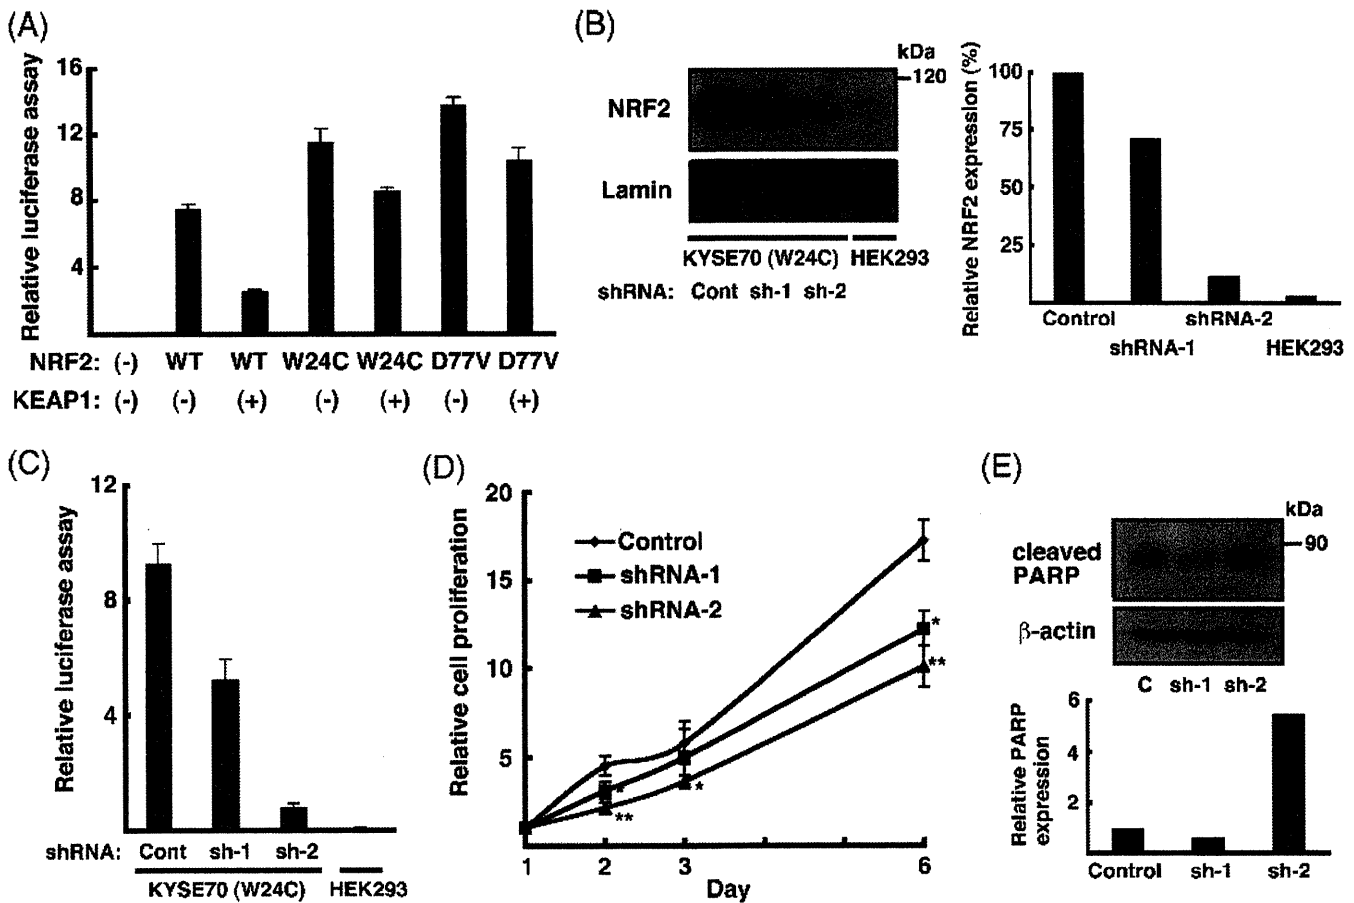 (A)
Relative luciferase assay
16
12
8
4
NRF2: (-) WT WT W24C W24C D77V D77V
KEAP1: (-) (-) (+) (-) (+) (-) (+)
(B)
kDa
120
NRF2
Lamin
KYSE70 (W24C) HEK293
shRNA: Cont sh-1 sh-2
Relative NRF2 expression (%)
100
75
50
25
Control shRNA-2
shRNA-1 HEK293
(C)
Relative luciferase assay
12
8
4
shRNA: Cont sh-1 sh-2
KYSE70 (W24C) HEK293
(D)
Relative cell proliferation
20
15
10
5
Control
shRNA-1
shRNA-2
*
**
*
*
**
1 2 3 6
Day
(E)
kDa
90
cleaved
PARP
β-actin
C sh-1 sh-2
Relative PARP
expression
6
4
2
Control sh-1 sh-2